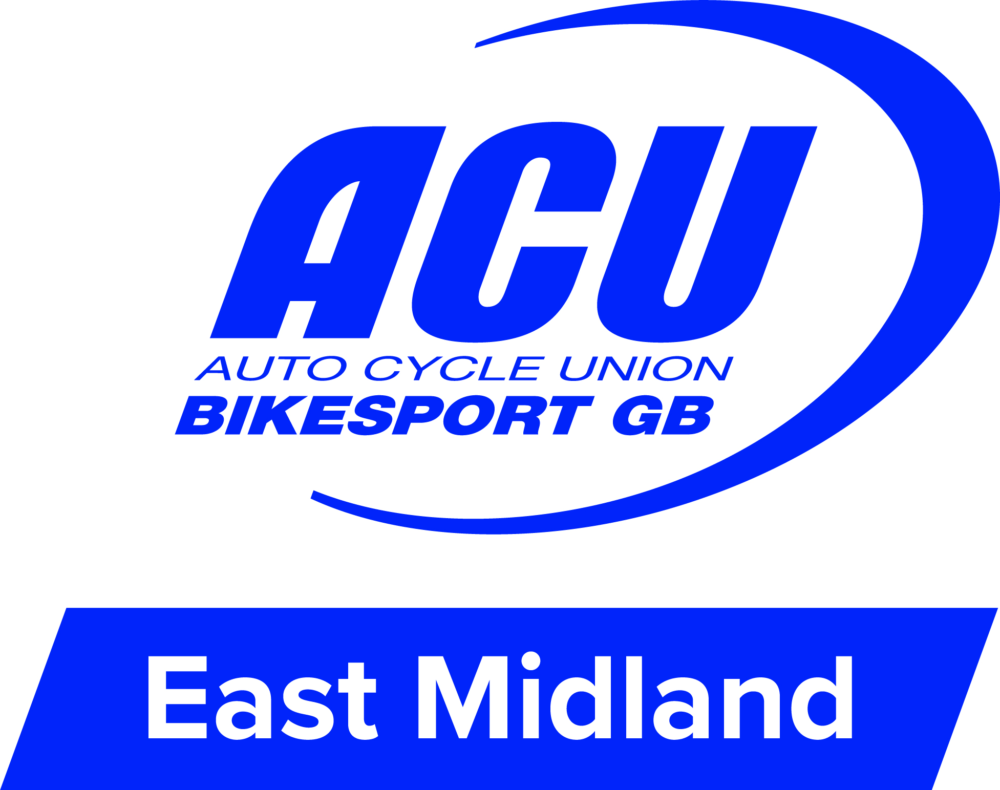 ACU
AUTO CYCLE UNION
BIKESPORT GB
East Midland